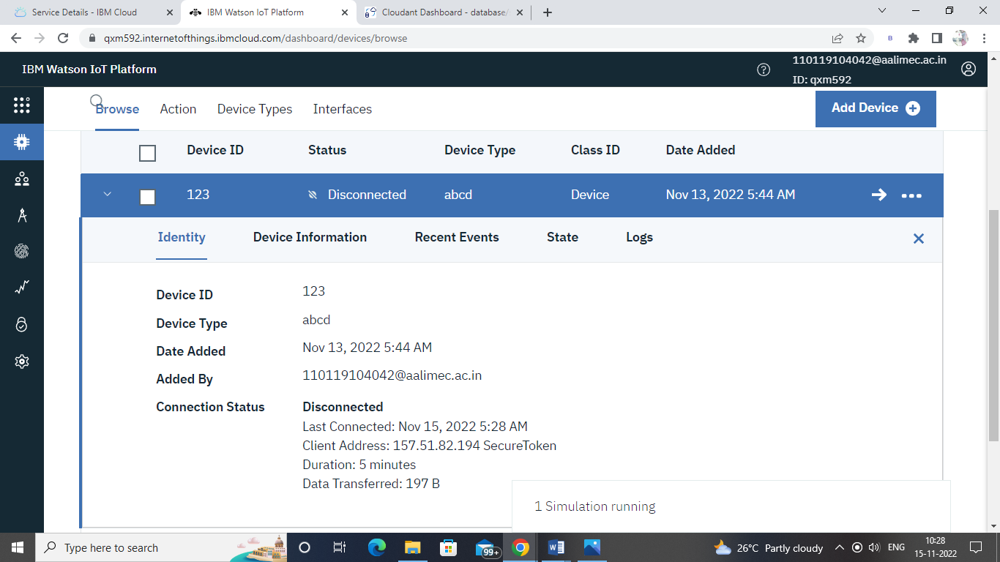 Service Details - IBM Cloud
IBM Watson IoT Platform
Cloudant Dashboard - database/
qxm592.internetofthings.ibmcloud.com/dashboard/devices/browse
B
IBM Watson IoT Platform
110119104042@aalimec.ac.in
ID: qxm592
Browse Action Device Types Interfaces
Add Device
Device ID Status Device Type Class ID Date Added
123 Disconnected abcd Device Nov 13, 2022 5:44 AM
Identity Device Information Recent Events State Logs
Device ID 123
Device Type abcd
Date Added Nov 13, 2022 5:44 AM
Added By 110119104042@aalimec.ac.in
Connection Status Disconnected
Last Connected: Nov 15, 2022 5:28 AM
Client Address: 157.51.82.194 SecureToken
Duration: 5 minutes
Data Transferred: 197 B
1 Simulation running
Type here to search
99+
26°C Partly cloudy
ENG
10:28
15-11-2022